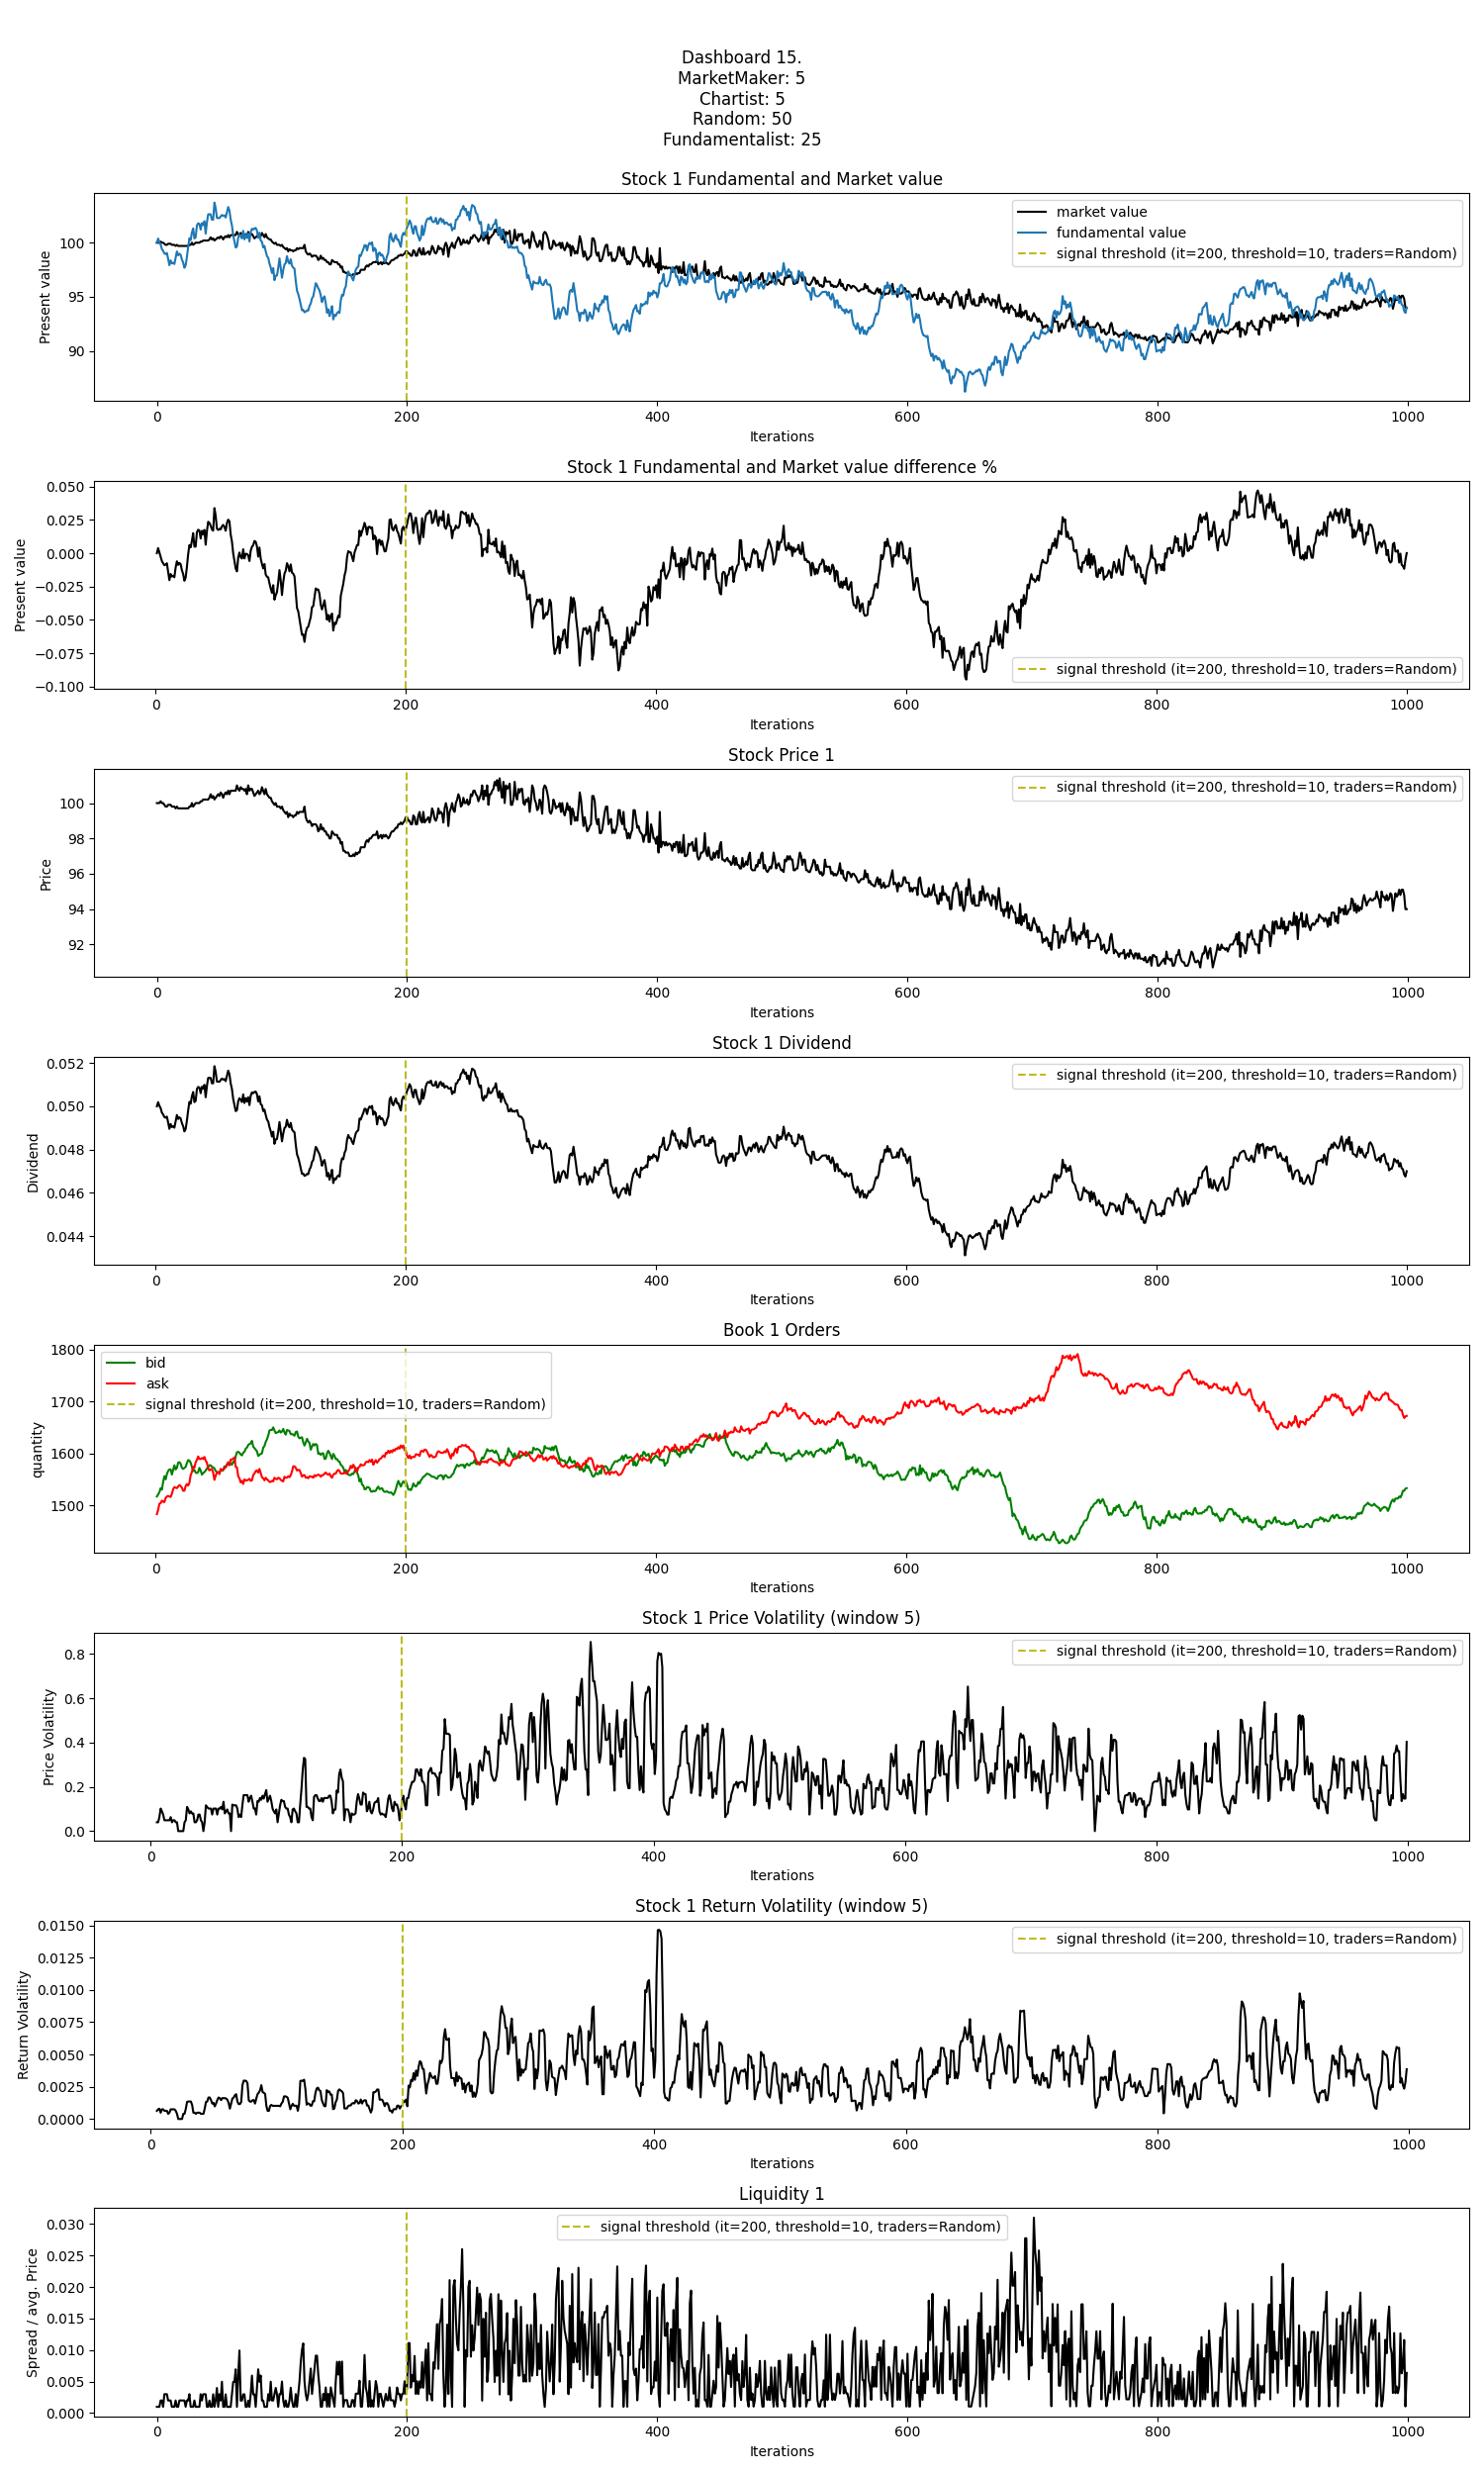 Dashboard 15.
MarketMaker: 5
Chartist: 5
Random: 50
Fundamentalist: 25
Stock 1 Fundamental and Market value
market value
fundamental value
signal threshold (it=200, threshold=10, traders=Random)
Present value
100
95
90
0 200 400 600 800 1000
Iterations
Stock 1 Fundamental and Market value difference %
Present value
0.050
0.025
0.000
−0.025
−0.050
−0.075
−0.100
signal threshold (it=200, threshold=10, traders=Random)
0 200 400 600 800 1000
Iterations
Stock Price 1
signal threshold (it=200, threshold=10, traders=Random)
Price
100
98
96
94
92
0 200 400 600 800 1000
Iterations
Stock 1 Dividend
signal threshold (it=200, threshold=10, traders=Random)
Dividend
0.052
0.050
0.048
0.046
0.044
0 200 400 600 800 1000
Iterations
Book 1 Orders
bid
ask
signal threshold (it=200, threshold=10, traders=Random)
quantity
1800
1700
1600
1500
0 200 400 600 800 1000
Iterations
Stock 1 Price Volatility (window 5)
signal threshold (it=200, threshold=10, traders=Random)
Price Volatility
0.8
0.6
0.4
0.2
0.0
0 200 400 600 800 1000
Iterations
Stock 1 Return Volatility (window 5)
signal threshold (it=200, threshold=10, traders=Random)
Return Volatility
0.0150
0.0125
0.0100
0.0075
0.0050
0.0025
0.0000
0 200 400 600 800 1000
Iterations
Liquidity 1
signal threshold (it=200, threshold=10, traders=Random)
Spread / avg. Price
0.030
0.025
0.020
0.015
0.010
0.005
0.000
0 200 400 600 800 1000
Iterations